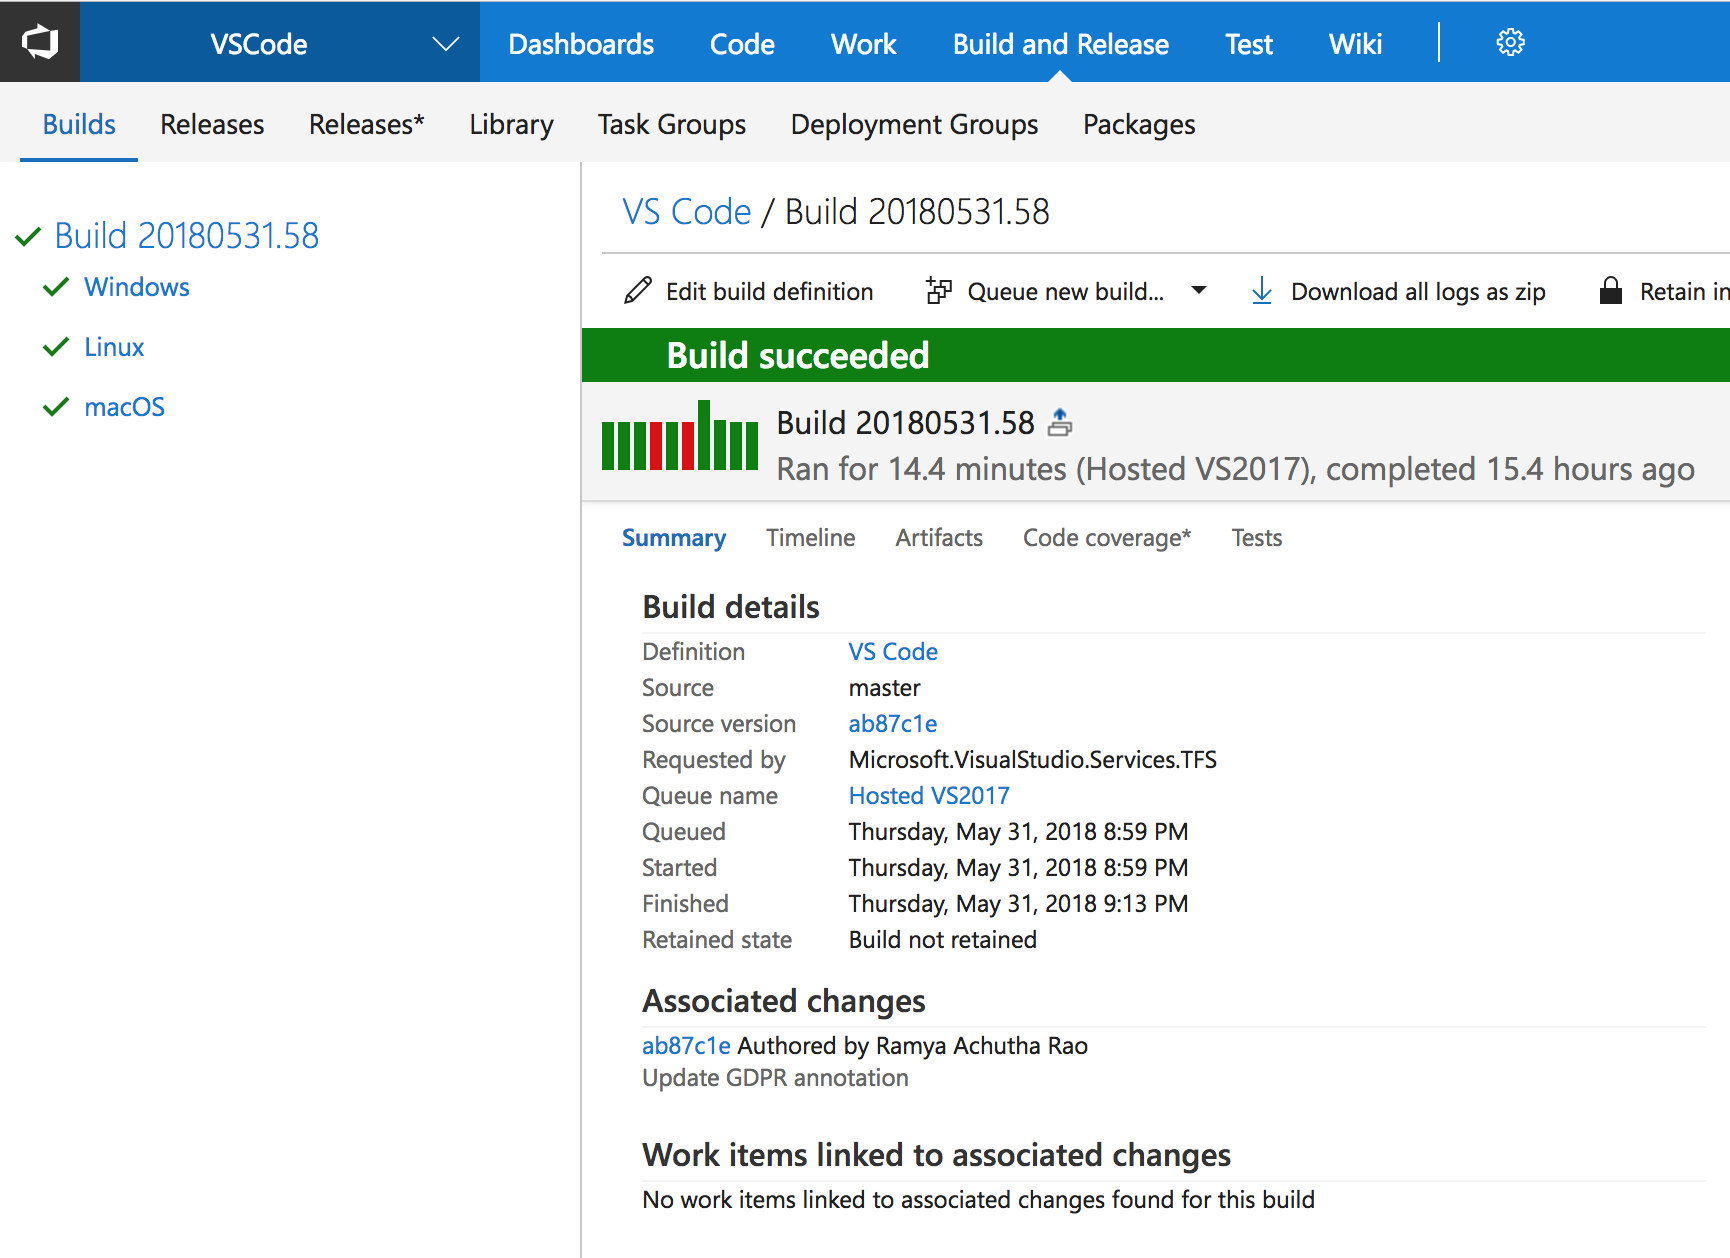 VSCode Dashboards Code Work Build and Release Test Wiki
Builds Releases Releases* Library Task Groups Deployment Groups Packages
Build 20180531.58
Windows
Linux
macOS
VS Code / Build 20180531.58
Edit build definition Queue new build... Download all logs as zip Retain in
Build succeeded
Build 20180531.58
Ran for 14.4 minutes (Hosted VS2017), completed 15.4 hours ago
Summary Timeline Artifacts Code coverage* Tests
Build details
Definition VS Code
Source master
Source version ab87c1e
Requested by Microsoft.VisualStudio.Services.TFS
Queue name Hosted VS2017
Queued Thursday, May 31, 2018 8:59 PM
Started Thursday, May 31, 2018 8:59 PM
Finished Thursday, May 31, 2018 9:13 PM
Retained state Build not retained
Associated changes
ab87c1e Authored by Ramya Achutha Rao
Update GDPR annotation
Work items linked to associated changes
No work items linked to associated changes found for this build